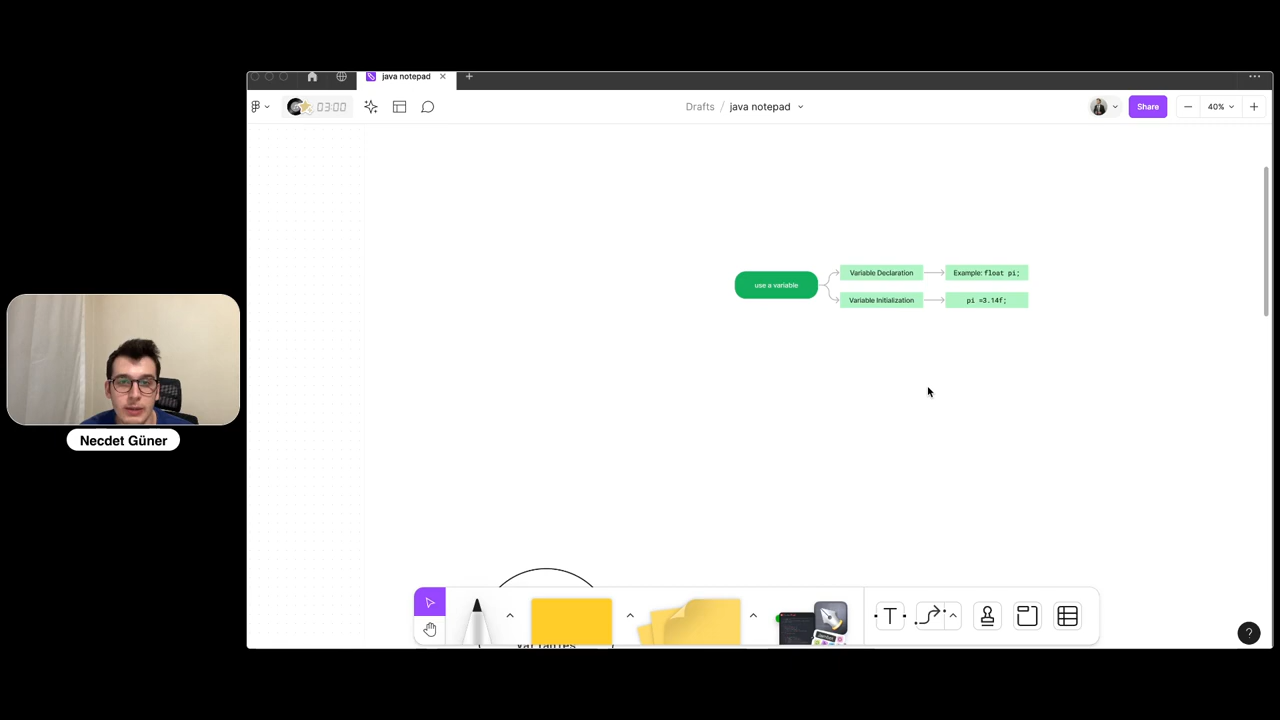 java notepad
03:00
Drafts / java notepad
Share
40%
use a variable
Variable Declaration
Example: float pi;
Variable Initialization
pi =3.14f;
Necdet Güner
T
variables
?